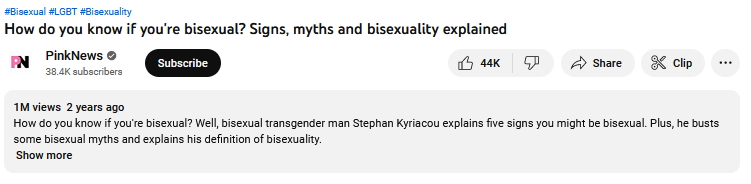 #Bisexual #LGBT #Bisexuality
How do you know if you're bisexual? Signs, myths and bisexuality explained
PN PinkNews
38.4K subscribers
Subscribe
44K
Share
Clip
1M views 2 years ago
How do you know if you're bisexual? Well, bisexual transgender man Stephan Kyriacou explains five signs you might be bisexual. Plus, he busts
some bisexual myths and explains his definition of bisexuality.
Show more